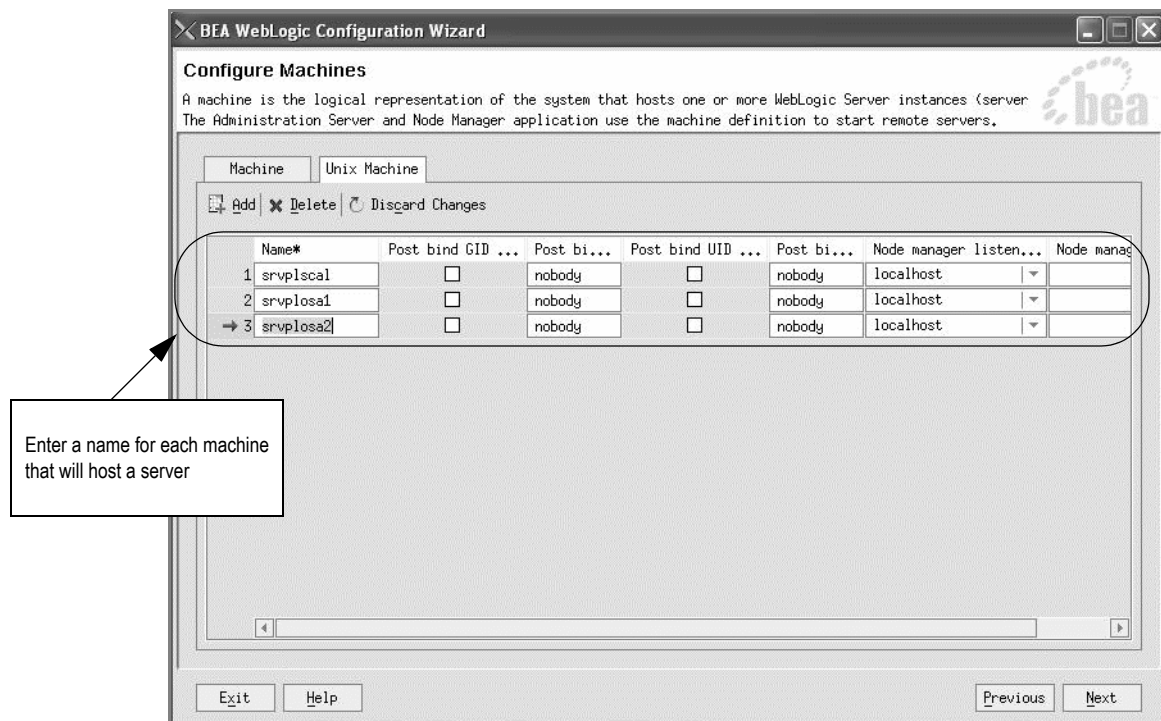 BEA WebLogic Configuration Wizard
Configure Machines
A machine is the logical representation of the system that hosts one or more WebLogic Server instances (server
The Administration Server and Node Manager application use the machine definition to start remote servers.
bea
Machine Unix Machine
Add Delete Discard Changes
Name* Post bind GID ... Post bi... Post bind UID ... Post bi... Node manager listen... Node manag
1 srvplscal nobody nobody localhost
2 srvplosa1 nobody nobody localhost
3 srvplosa2 nobody nobody localhost
Enter a name for each machine
that will host a server
Exit Help Previous Next